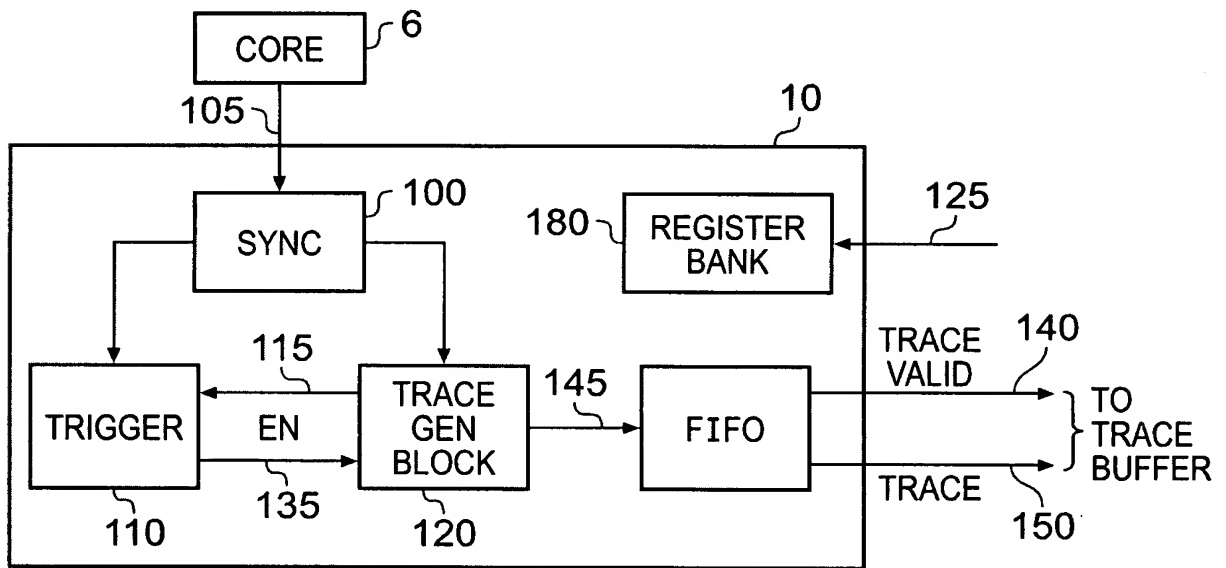 6
CORE
105
10
100
SYNC
180
REGISTER
BANK
125
115
TRIGGER
EN
135
110
TRACE
GEN
BLOCK
120
145
FIFO
TRACE
VALID
140
TRACE
150
TO
TRACE
BUFFER